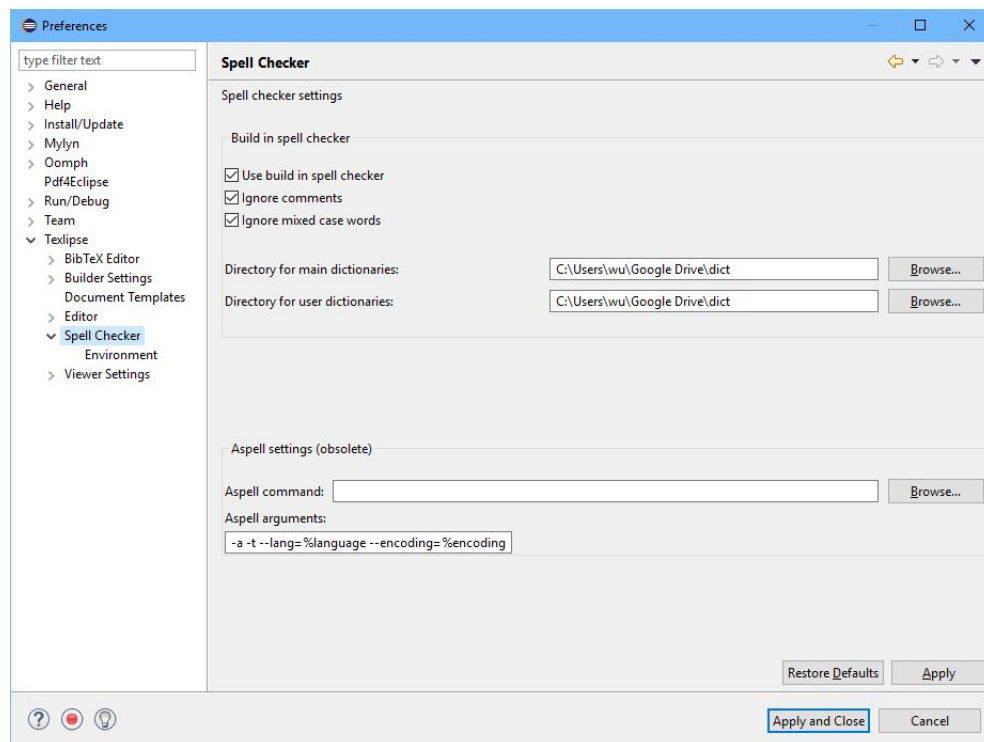 Preferences
type filter text
General
Help
Install/Update
Mylyn
Oomph
Pdf4Eclipse
Run/Debug
Team
Texlipse
BibTeX Editor
Builder Settings
Document Templates
Editor
Spell Checker
Environment
Viewer Settings
Spell Checker
Spell checker settings
Build in spell checker
Use build in spell checker
Ignore comments
Ignore mixed case words
Directory for main dictionaries: C:\Users\wu\Google Drive\dict Browse...
Directory for user dictionaries: C:\Users\wu\Google Drive\dict Browse...
Aspell settings (obsolete)
Aspell command: Browse...
Aspell arguments:
-a -t --lang=%language --encoding=%encoding
Restore Defaults Apply
Apply and Close Cancel